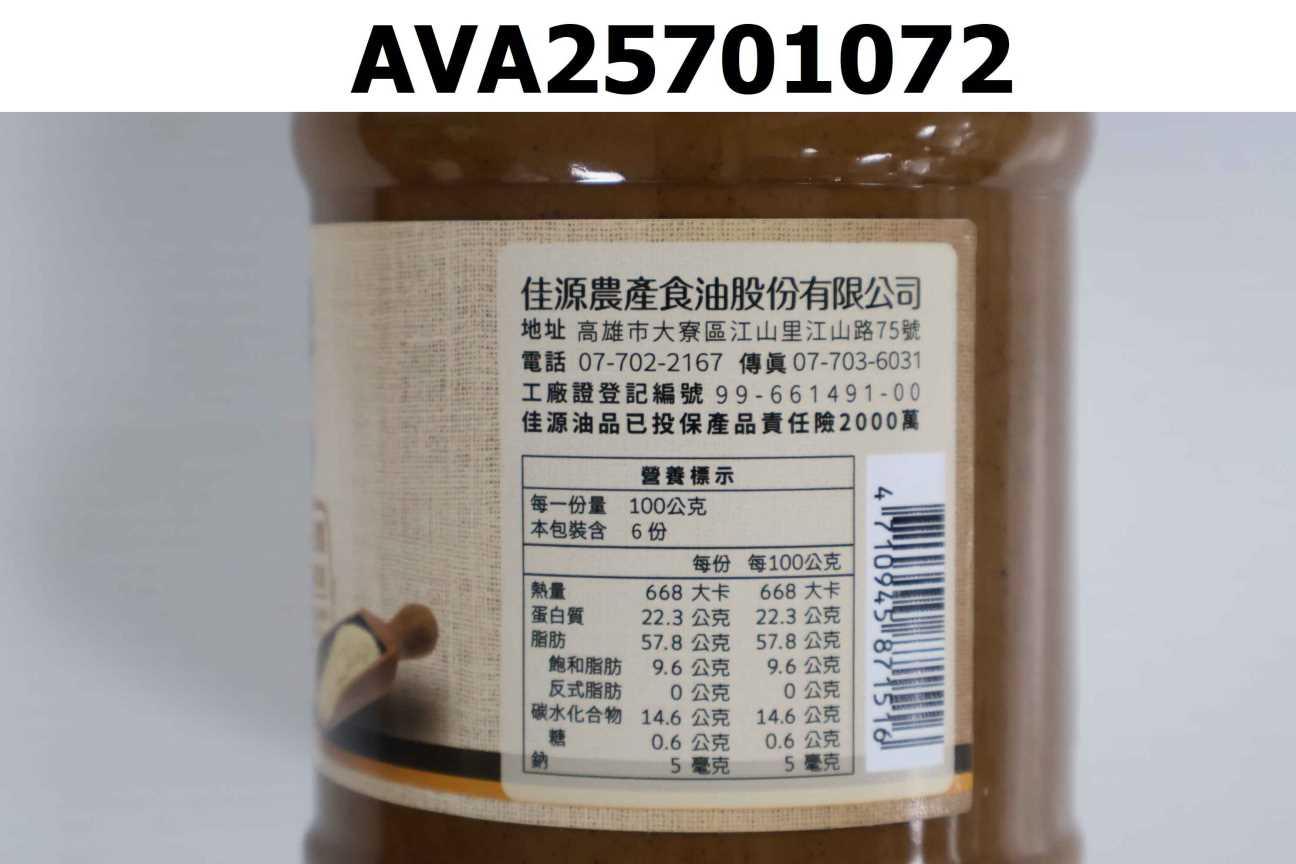 AVA25701072
佳源農產食油股份有限公司
地址 高雄市大寮區江山里江山路75號
電話 07-702-2167 傳眞 07-703-6031
工廠證登記編號 99-661491-00
佳源油品已投保產品責任險2000萬
營養標示
每一份量 100公克
本包裝含 6 份
每份 每100公克
熱量 668 大卡 668 大卡
蛋白質 22.3 公克 22.3 公克
脂肪 57.8 公克 57.8 公克
飽和脂肪 9.6 公克 9.6 公克
反式脂肪 0 公克 0 公克
碳水化合物 14.6 公克 14.6 公克
糖 0.6 公克 0.6 公克
鈉 5 毫克 5 毫克
4 710945 871516